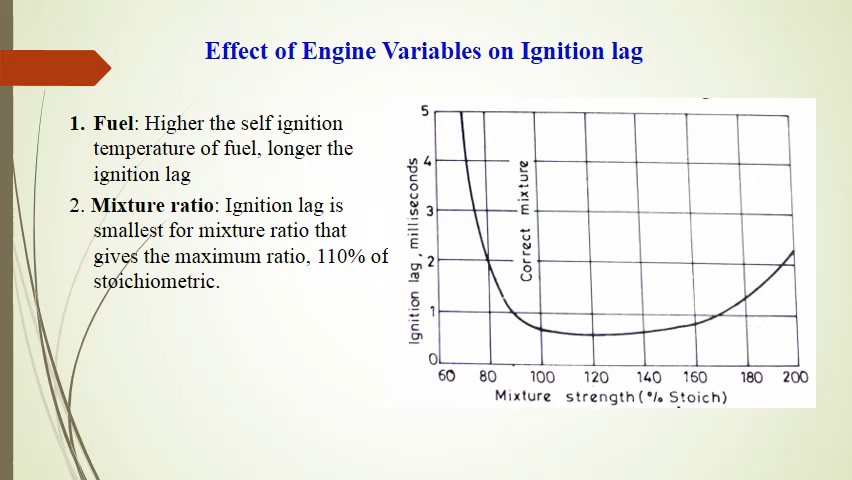 Effect of Engine Variables on Ignition lag
1. Fuel: Higher the self ignition
temperature of fuel, longer the
ignition lag
2. Mixture ratio: Ignition lag is
smallest for mixture ratio that
gives the maximum ratio, 110% of
stoichiometric.
5
4
3
2
1
0
Ignition lag, milliseconds
Correct mixture
60 80 100 120 140 160 180 200
Mixture strength (% Stoich)